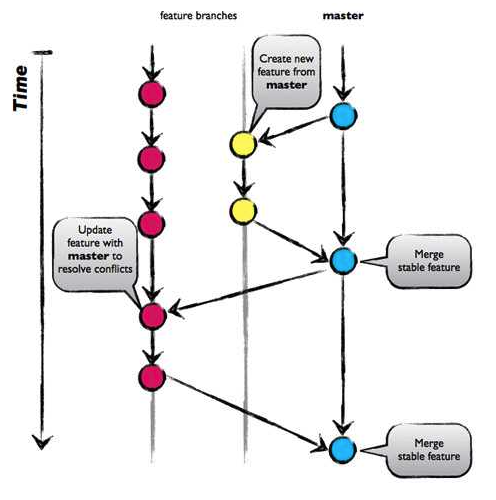 feature branches
master
Time
Create new
feature from
master
Update
feature with
master to
resolve conflicts
Merge
stable feature
Merge
stable feature